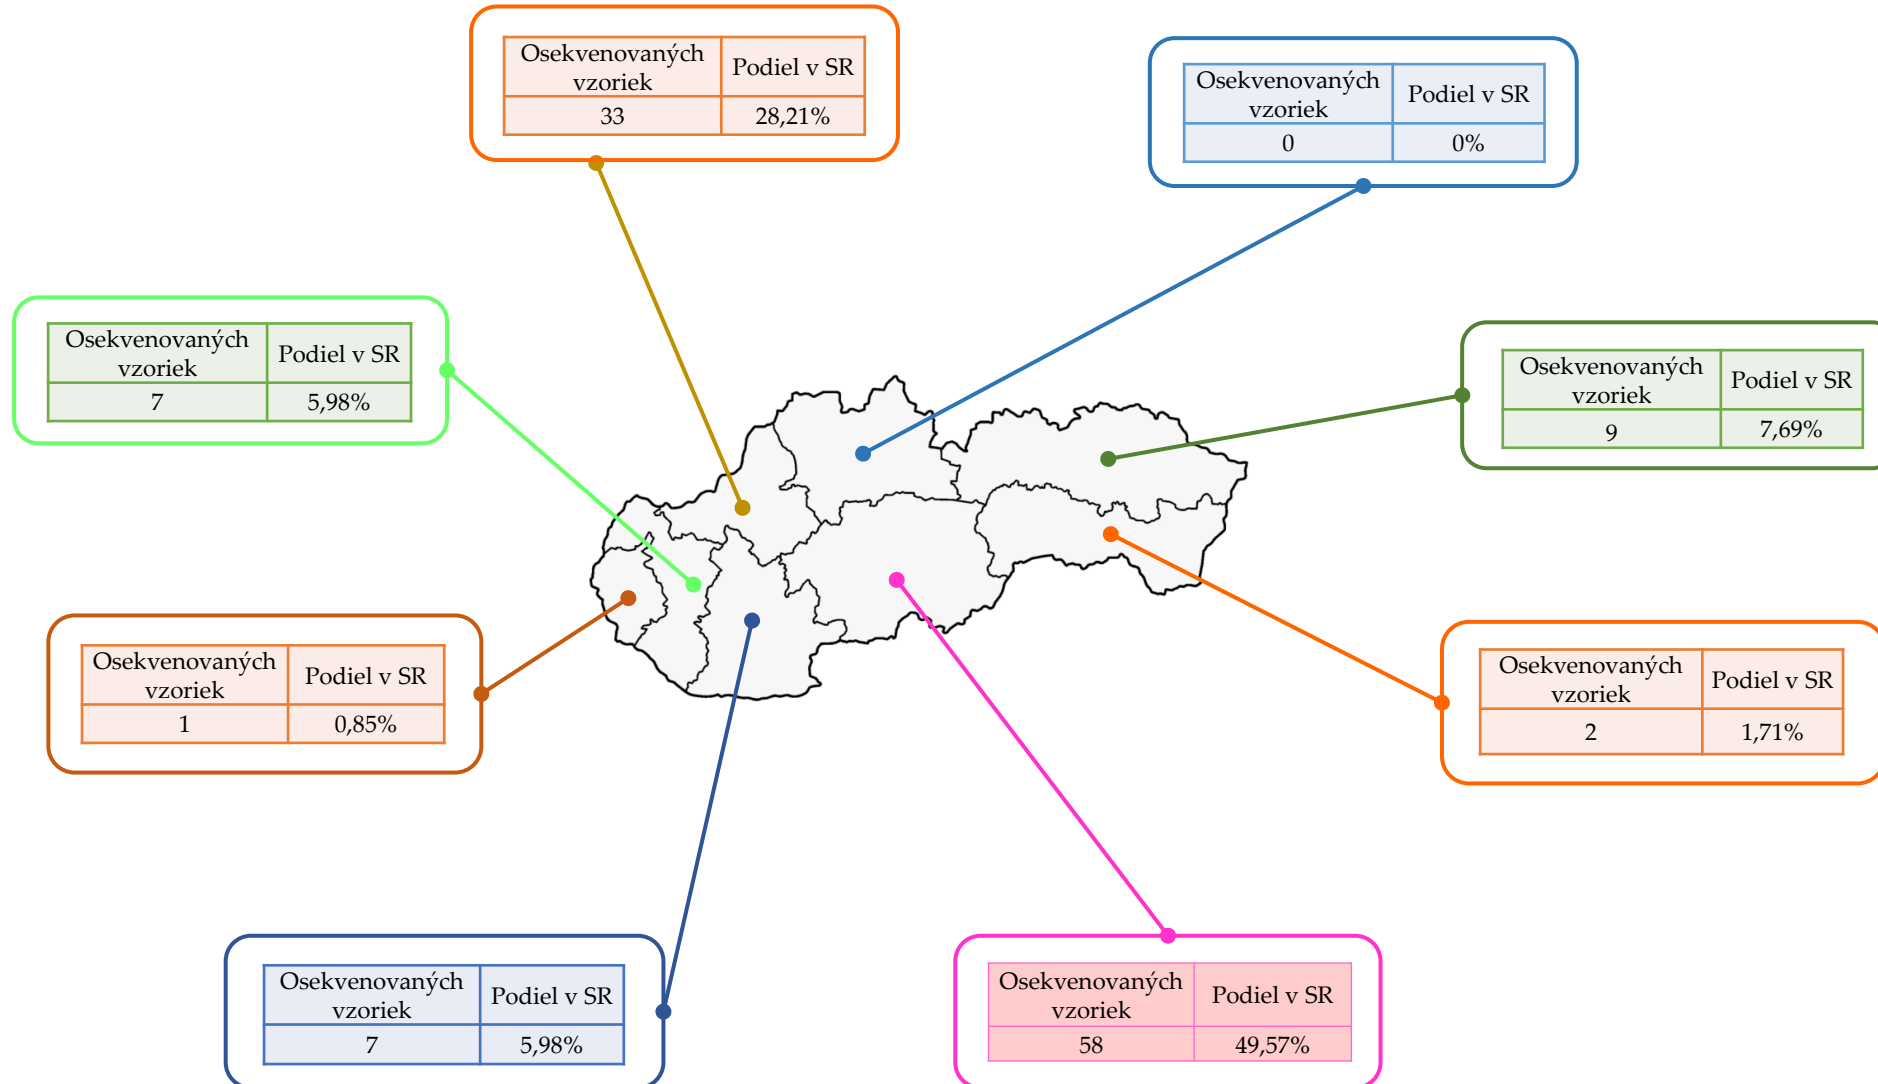 Osekvenovaných
vzoriek
Podiel v SR
33
28,21%
Osekvenovaných
vzoriek
Podiel v SR
0
0%
Osekvenovaných
vzoriek
Podiel v SR
7
5,98%
Osekvenovaných
vzoriek
Podiel v SR
9
7,69%
Osekvenovaných
vzoriek
Podiel v SR
1
0,85%
Osekvenovaných
vzoriek
Podiel v SR
2
1,71%
Osekvenovaných
vzoriek
Podiel v SR
7
5,98%
Osekvenovaných
vzoriek
Podiel v SR
58
49,57%